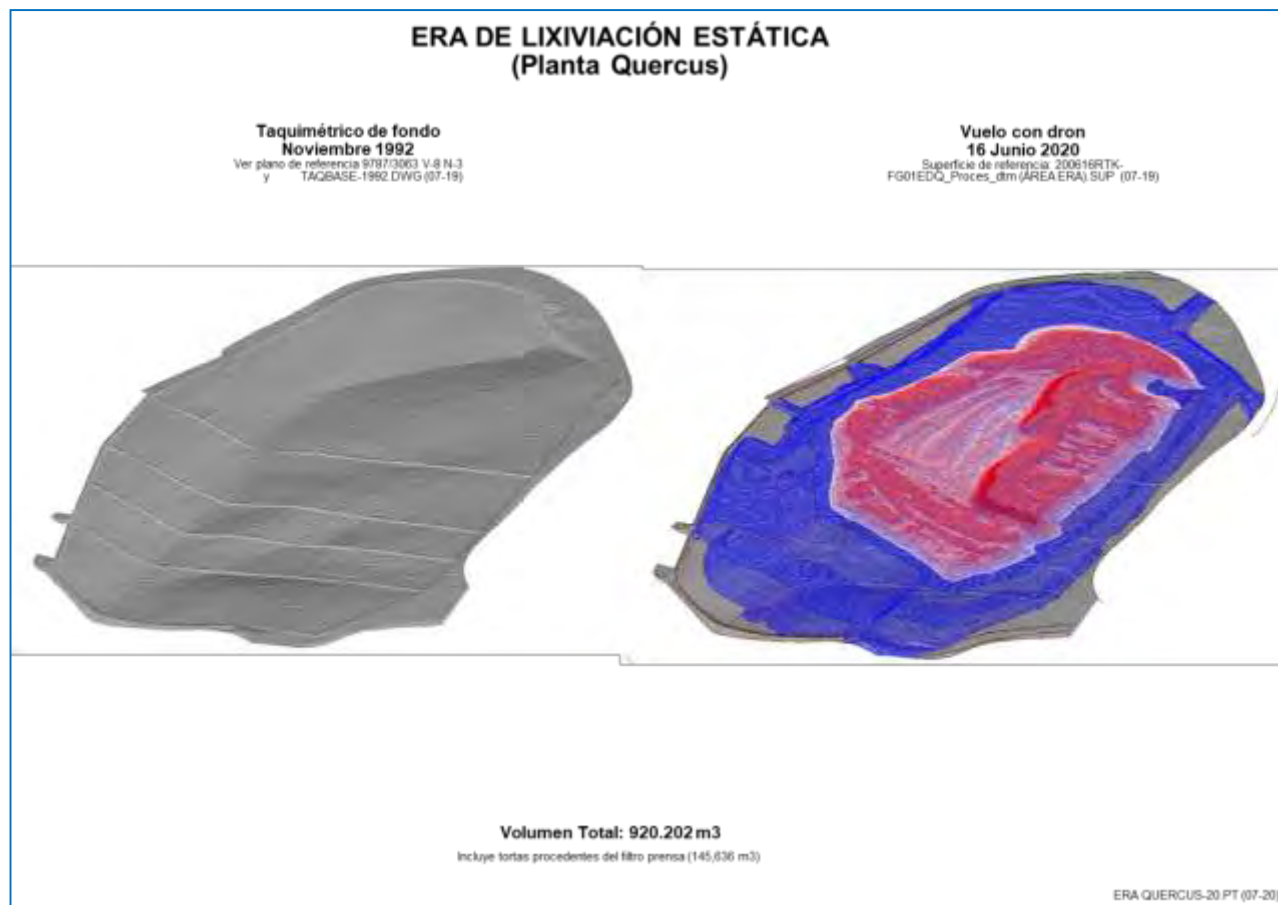 ERA DE LIXIVIACIÓN ESTÁTICA
(Planta Quercus)
Taquimétrico de fondo
Noviembre 1992
Ver plano de referencia 9787/3063 V-8 N-3
y TAQBASE-1992.DWG (07-19)
Vuelo con dron
16 Junio 2020
Superficie de referencia: 200616RTK-
FG01EDQ_Proces_dtm (ÁREA ERA).SUP (07-19)
Volumen Total: 920.202 m3
Incluye tortas procedentes del filtro prensa (145,636 m3)
ERA QUERCUS-20.PT (07-20)